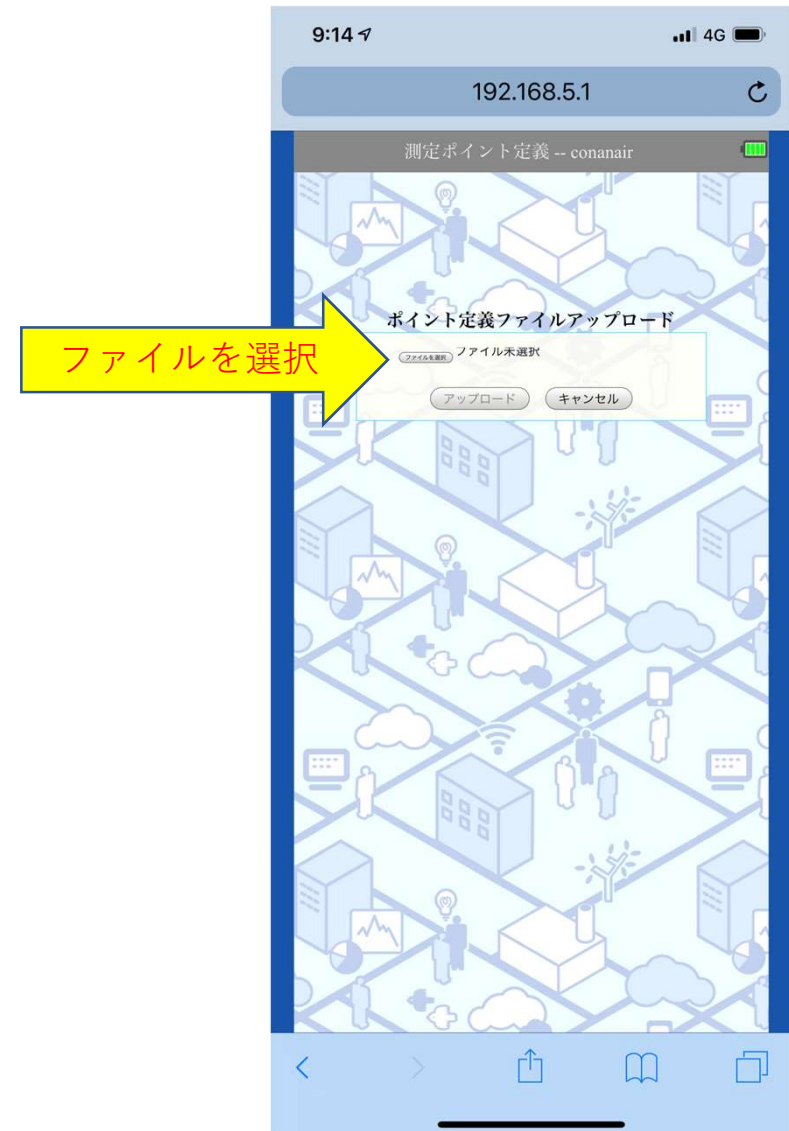 9:14
4G
192.168.5.1
測定ポイント定義 -- conanair
ポイント定義ファイルアップロード
ファイルを選択
ファイルを選択 ファイル未選択
アップロード キャンセル